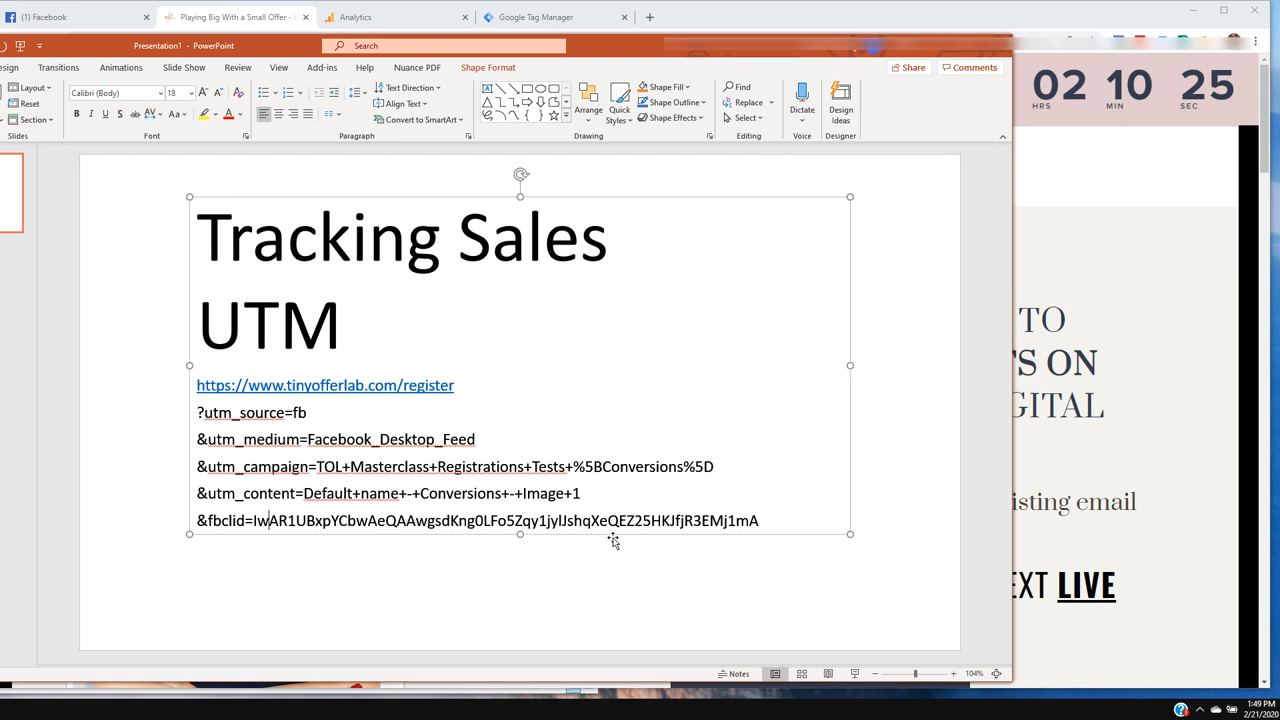 (1) Facebook
Playing Big With a Small Offer -
Analytics
Google Tag Manager
Presentation1 - PowerPoint
Search
Transitions
Animations
Slide Show
Review
View
Add-ins
Help
Nuance PDF
Shape Format
Share
Comments
Layout
Reset
Section
Slides
Calibri (Body)
18
Font
Text Direction
Align Text
Convert to SmartArt
Paragraph
Arrange
Quick Styles
Shape Fill
Shape Outline
Shape Effects
Drawing
Find
Replace
Select
Editing
Dictate
Voice
Design Ideas
Designer
02 10 25
HRS MIN SEC
Tracking Sales
UTM
https://www.tinyofferlab.com/register
?utm_source=fb
&utm_medium=Facebook_Desktop_Feed
&utm_campaign=TOL+Masterclass+Registrations+Tests+%5BConversions%5D
&utm_content=Default+name+-+Conversions+-+Image+1
&fbclid=IwAR1UBxpYCbwAeQAAwgsdKng0LFo5Zqy1jylJshqXeQEZ25HKJfjR3EMj1mA
TO
ON
GITAL
email
LIVE
Notes
104%
1:49 PM
2/21/2020